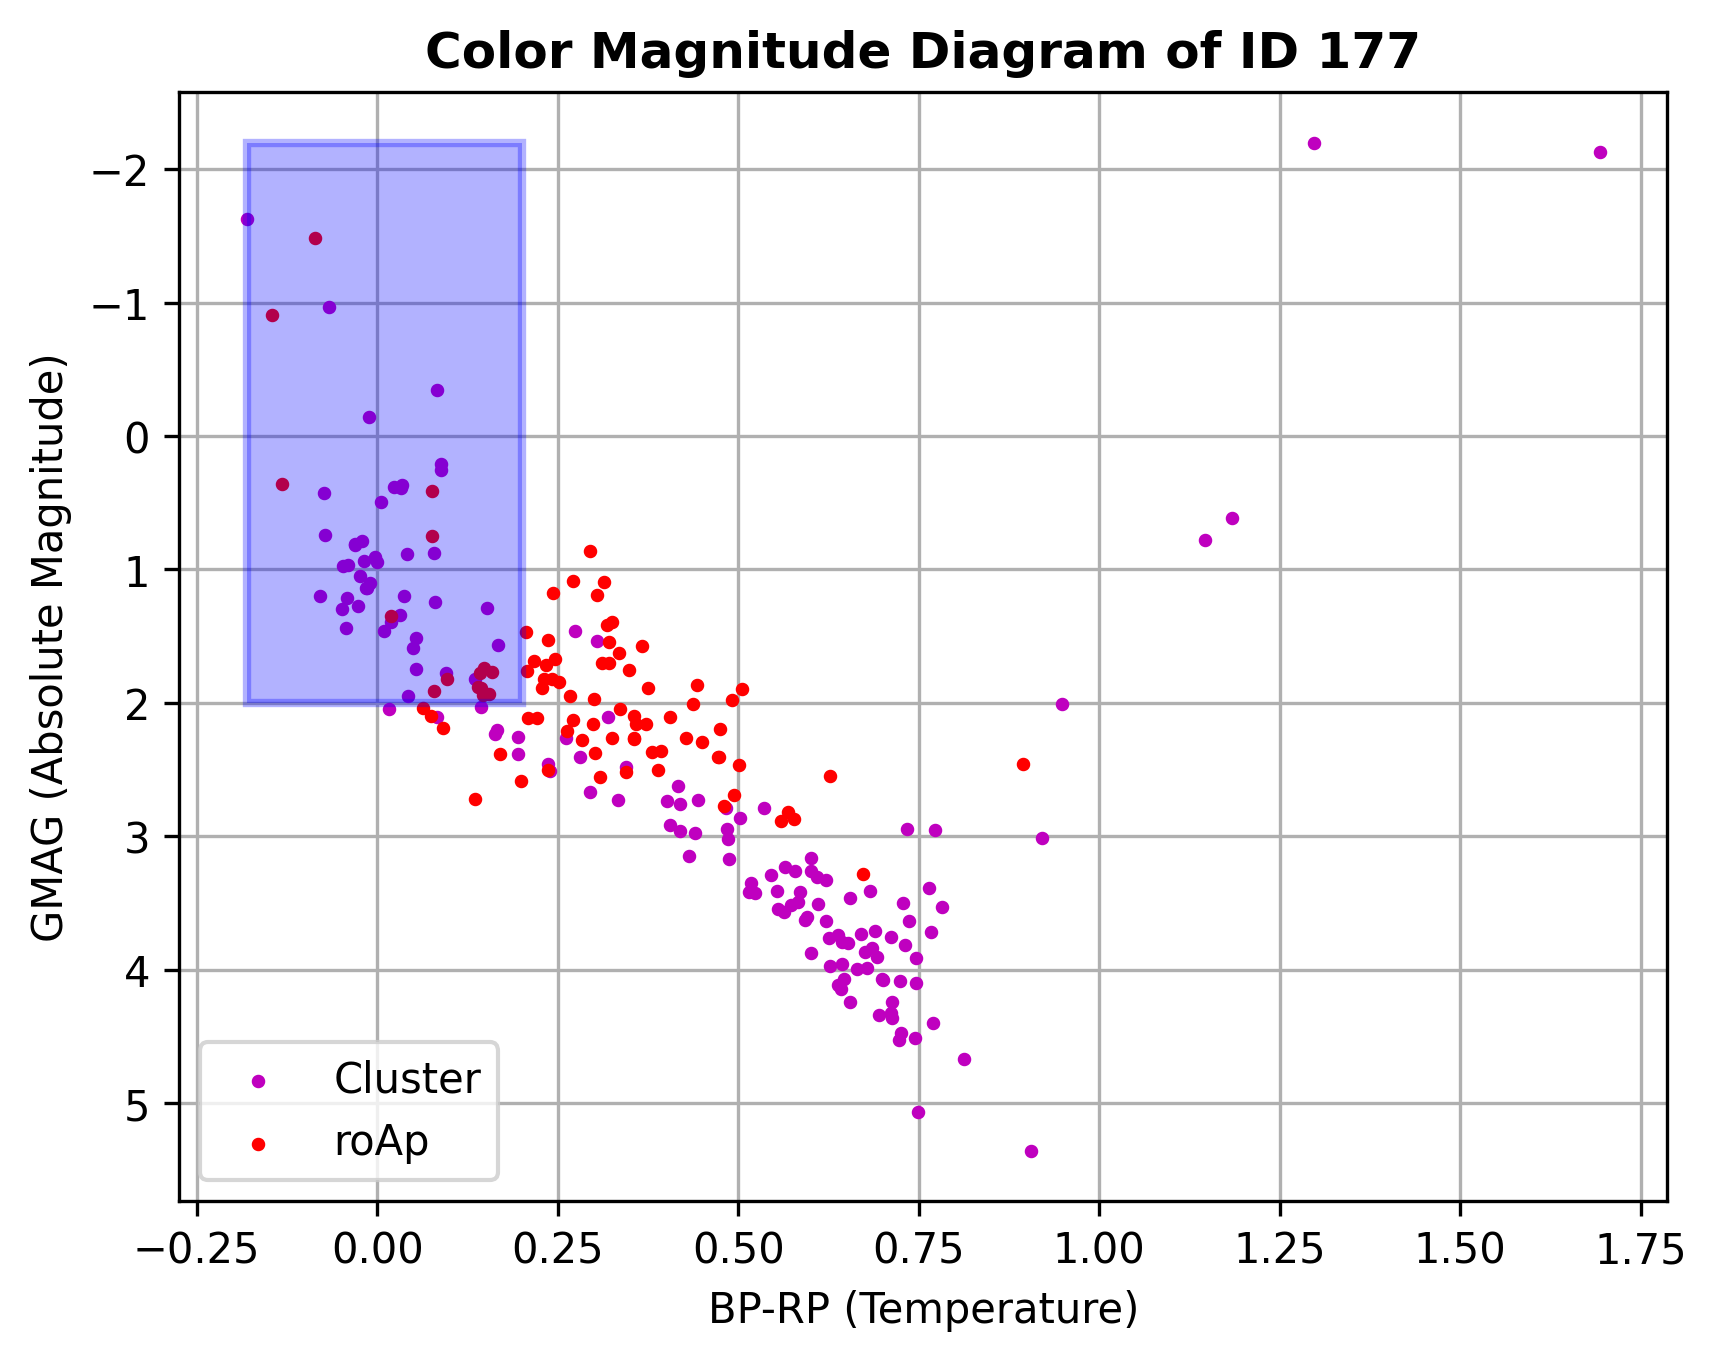 Color Magnitude Diagram of ID 177
−2
−1
0
1
2
3
4
5
GMAG (Absolute Magnitude)
Cluster
roAp
−0.25 0.00 0.25 0.50 0.75 1.00 1.25 1.50 1.75
BP-RP (Temperature)